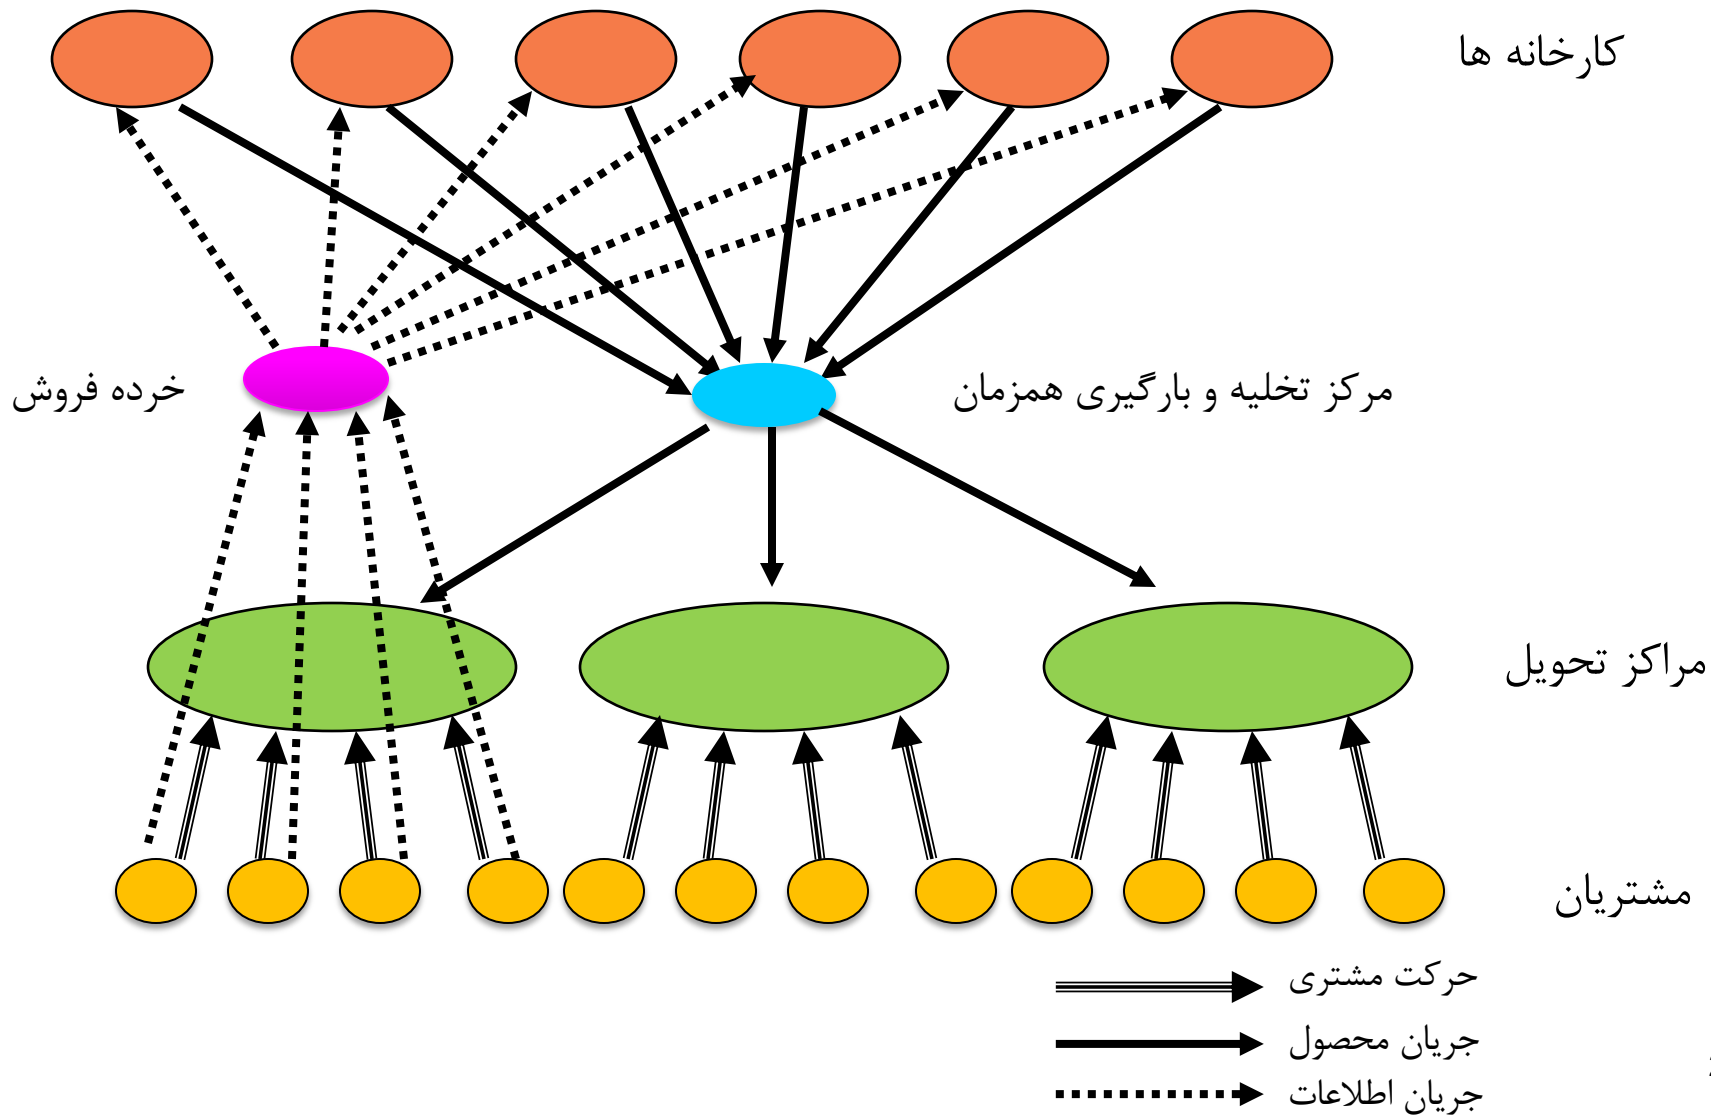 کارخانه ها
خرده فروش
مرکز تخلیه و بارگیری همزمان
مراکز تحویل
مشتریان
حرکت مشتری
جریان محصول
جریان اطلاعات